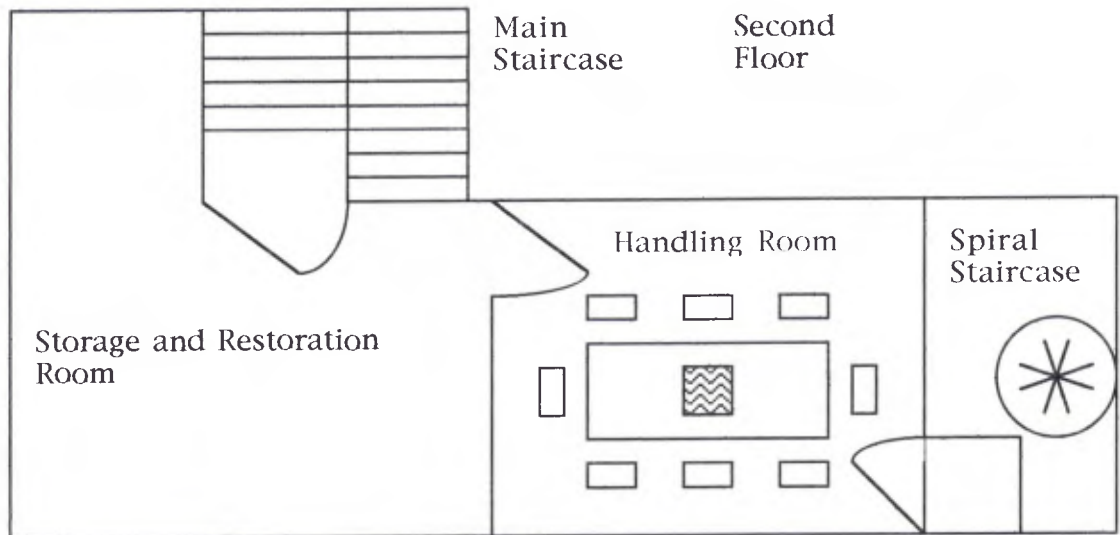 Main
Staircase
Second
Floor
Handling Room
Spiral
Staircase
Storage and Restoration
Room